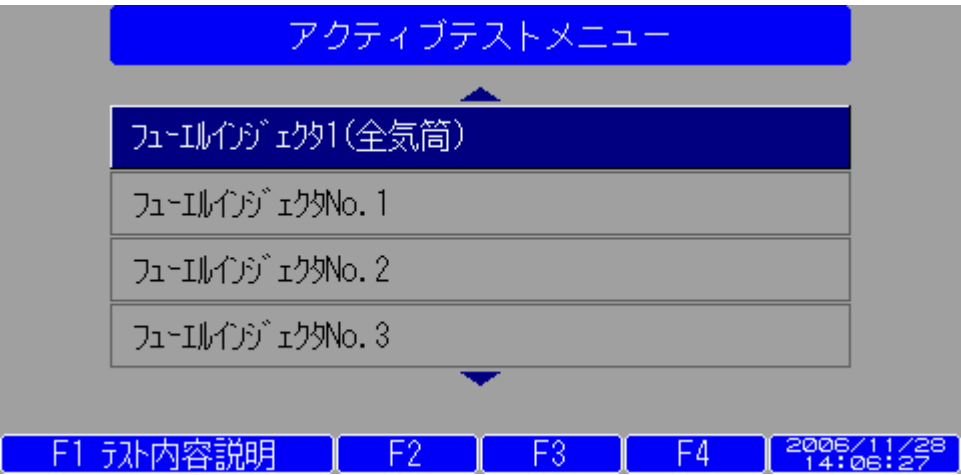 アクティブテストメニュー
フューエルインジェクタ1(全気筒)
フューエルインジェクタNo.1
フューエルインジェクタNo.2
フューエルインジェクタNo.3
F1 テスト内容説明 F2 F3 F4 2006/11/28
14:06:27